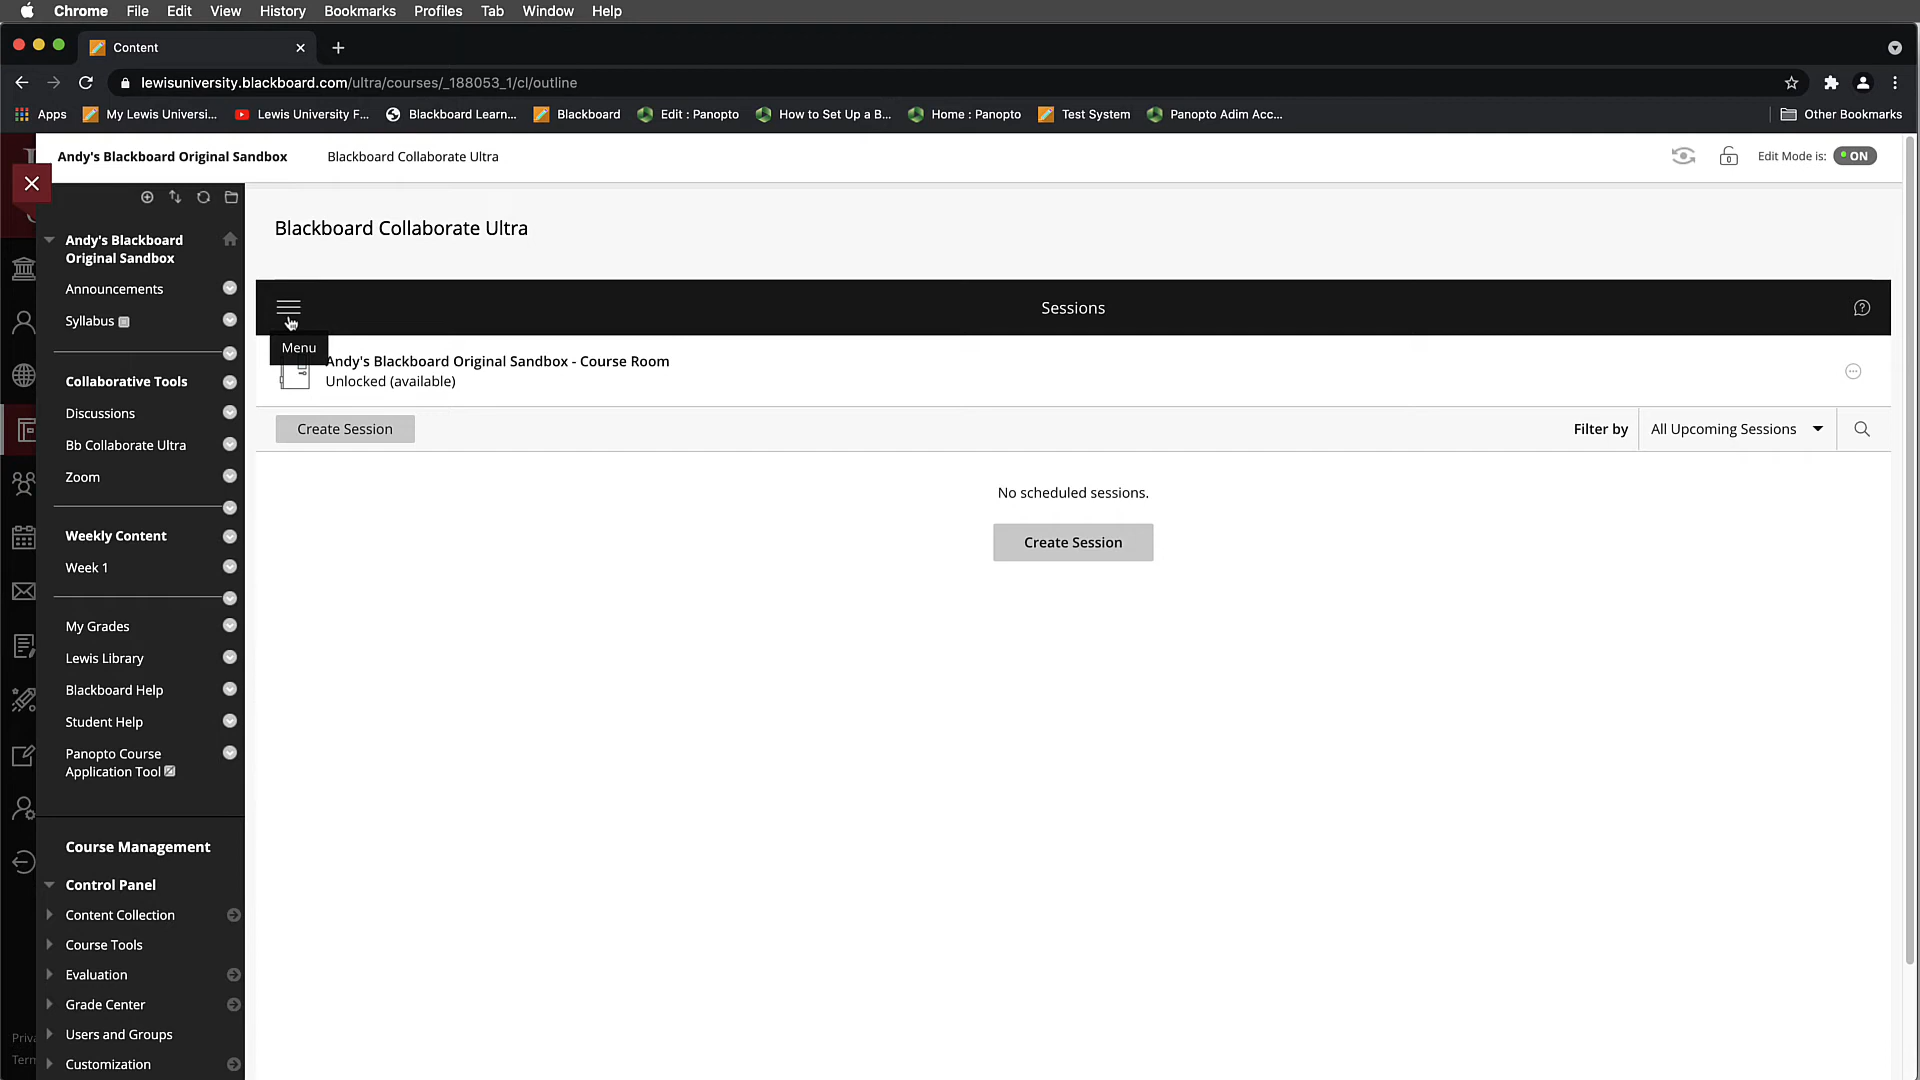 Chrome File Edit View History Bookmarks Profiles Tab Window Help
Content
lewisuniversity.blackboard.com/ultra/courses/_188053_1/cl/outline
Apps My Lewis Universi... Lewis University F... Blackboard Learn... Blackboard Edit : Panopto How to Set Up a B... Home : Panopto Test System Panopto Adim Acc... Other Bookmarks
Andy's Blackboard Original Sandbox Blackboard Collaborate Ultra Edit Mode is: ON
Blackboard Collaborate Ultra
Andy's Blackboard
Original Sandbox
Announcements
Syllabus
Collaborative Tools
Discussions
Bb Collaborate Ultra
Zoom
Weekly Content
Week 1
My Grades
Lewis Library
Blackboard Help
Student Help
Panopto Course
Application Tool
Course Management
Control Panel
Content Collection
Course Tools
Evaluation
Grade Center
Users and Groups
Customization
Sessions
Menu
Andy's Blackboard Original Sandbox - Course Room
Unlocked (available)
Create Session Filter by All Upcoming Sessions
No scheduled sessions.
Create Session